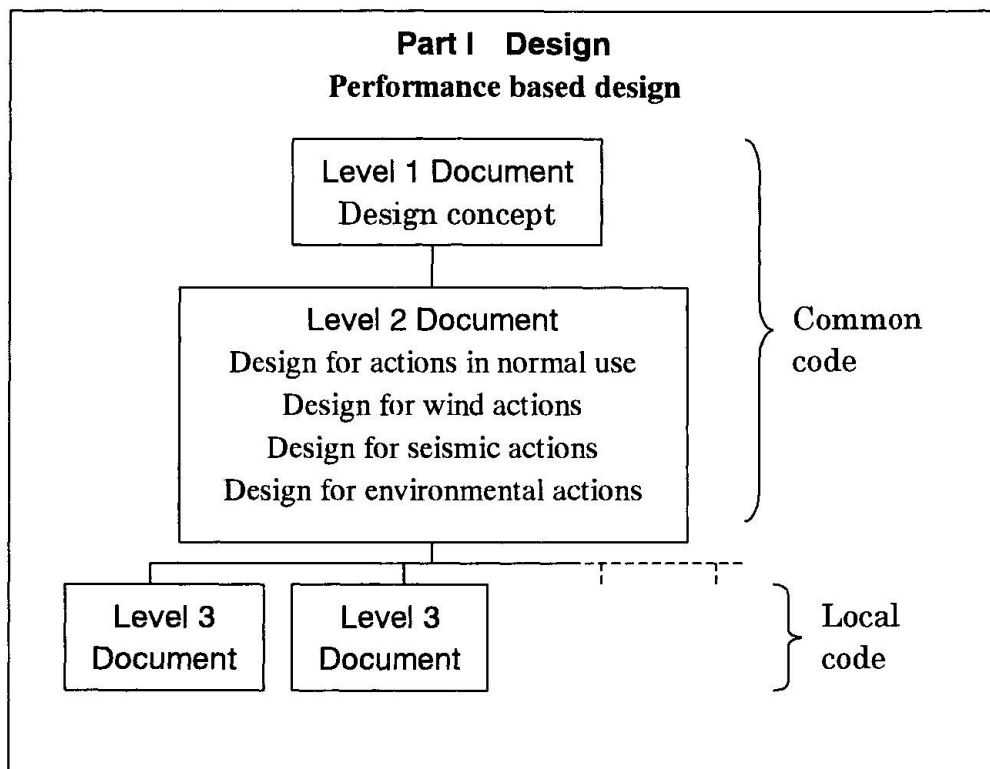 Part I Design
Performance based design
Level 1 Document
Design concept
Level 2 Document
Design for actions in normal use
Design for wind actions
Design for seismic actions
Design for environmental actions
Common
code
Level 3
Document
Level 3
Document
Local
code